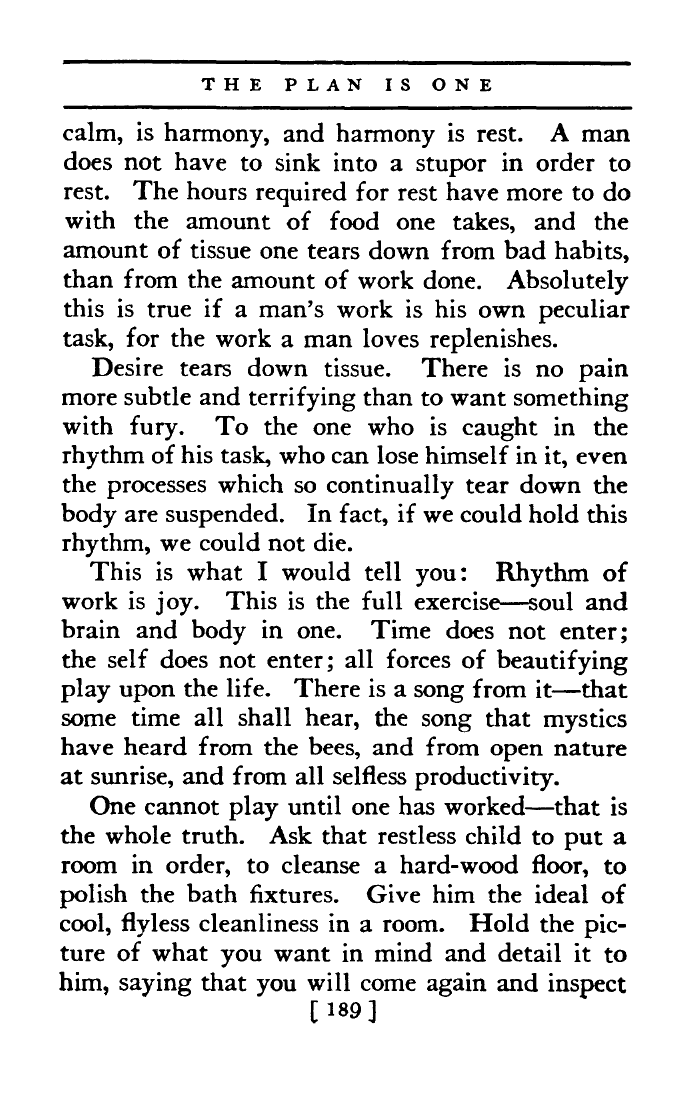 THE PLAN IS ONE
calm, is harmony, and harmony is rest. A man
does not have to sink into a stupor in order to
rest. The hours required for rest have more to do
with the amount of food one takes, and the
amount of tissue one tears down from bad habits,
than from the amount of work done. Absolutely
this is true if a man's work is his own peculiar
task, for the work a man loves replenishes.
Desire tears down tissue. There is no pain
more subtle and terrifying than to want something
with fury. To the one who is caught in the
rhythm of his task, who can lose himself in it, even
the processes which so continually tear down the
body are suspended. In fact, if we could hold this
rhythm, we could not die.
This is what I would tell you: Rhythm of
work is joy. This is the full exercise—soul and
brain and body in one. Time does not enter;
the self does not enter; all forces of beautifying
play upon the life. There is a song from it—that
some time all shall hear, the song that mystics
have heard from the bees, and from open nature
at sunrise, and from all selfless productivity.
One cannot play until one has worked—that is
the whole truth. Ask that restless child to put a
room in order, to cleanse a hard-wood floor, to
polish the bath fixtures. Give him the ideal of
cool, flyless cleanliness in a room. Hold the pic-
ture of what you want in mind and detail it to
him, saying that you will come again and inspect
[ 189 ]